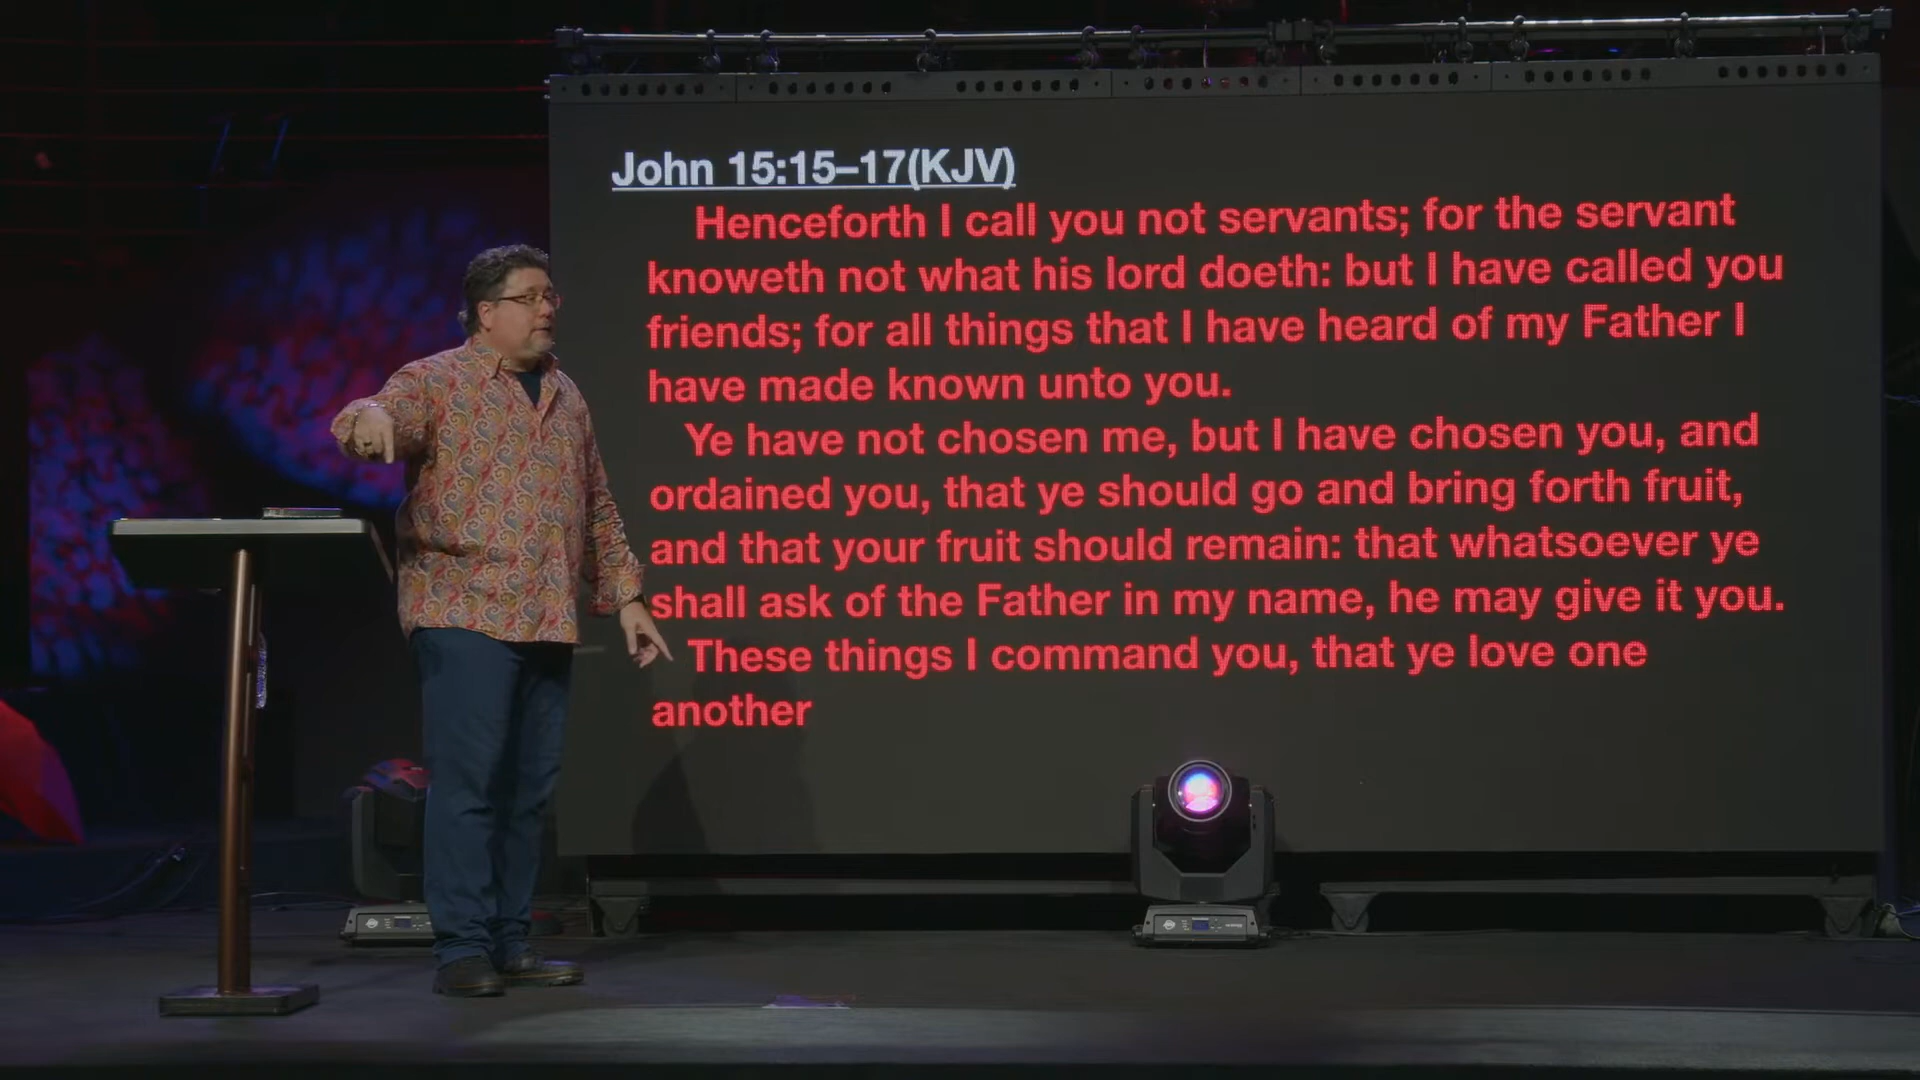 John 15:15–17(KJV)
Henceforth I call you not servants; for the servant
knoweth not what his lord doeth: but I have called you
friends; for all things that I have heard of my Father I
have made known unto you.
Ye have not chosen me, but I have chosen you, and
ordained you, that ye should go and bring forth fruit,
and that your fruit should remain: that whatsoever ye
shall ask of the Father in my name, he may give it you.
These things I command you, that ye love one
another